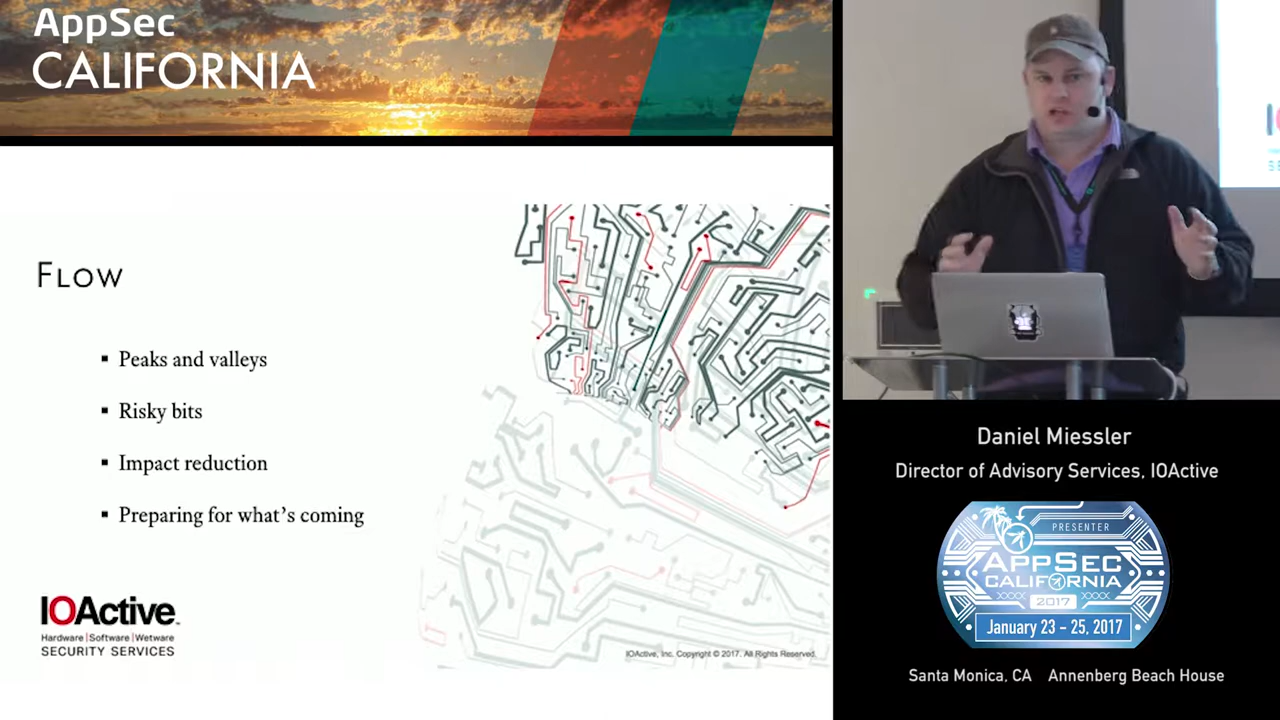 AppSec
CALIFORNIA
Flow
▪ Peaks and valleys
▪ Risky bits
▪ Impact reduction
▪ Preparing for what's coming
IOActive™
Hardware | Software | Wetware
SECURITY SERVICES
IOActive, Inc. Copyright © 2017. All Rights Reserved.
Daniel Miessler
Director of Advisory Services, IOActive
PRESENTER
APPSEC
CALIFORNIA
2017
January 23 - 25, 2017
Santa Monica, CA Annenberg Beach House